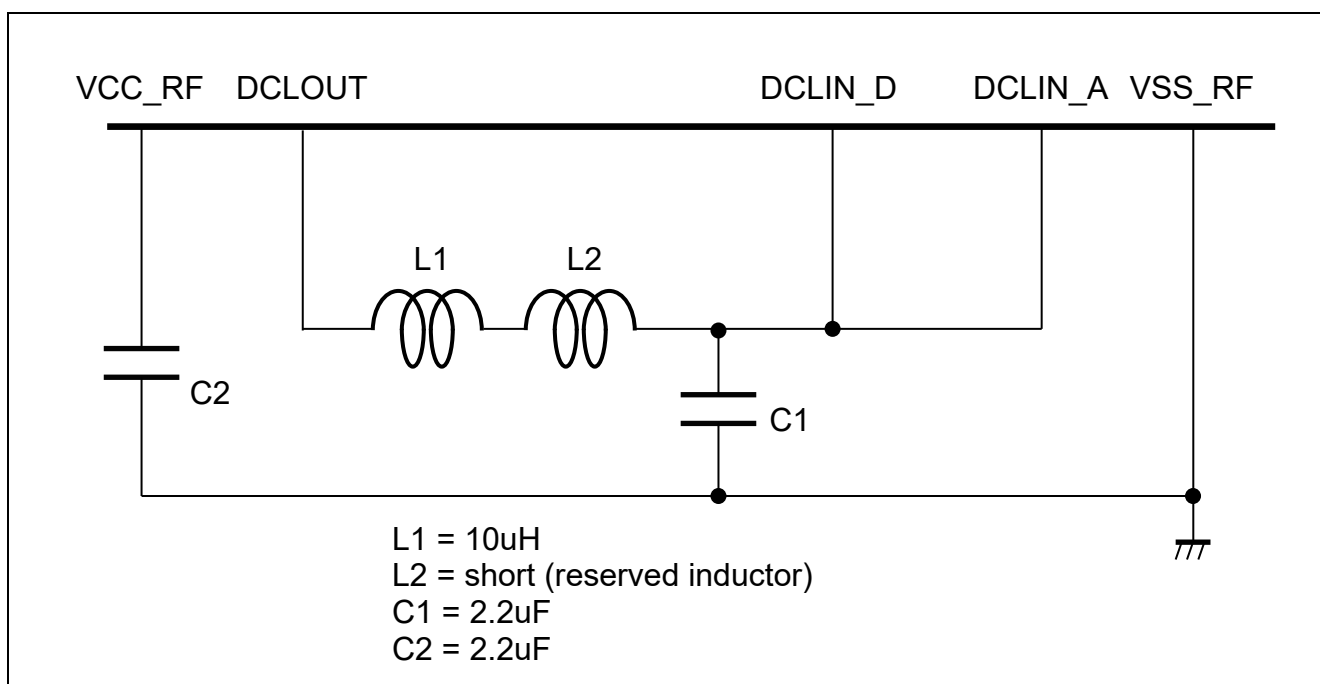 VCC_RF DCLOUT DCLIN_D DCLIN_A VSS_RF
L1 L2
C2 C1
L1 = 10uH
L2 = short (reserved inductor)
C1 = 2.2uF
C2 = 2.2uF